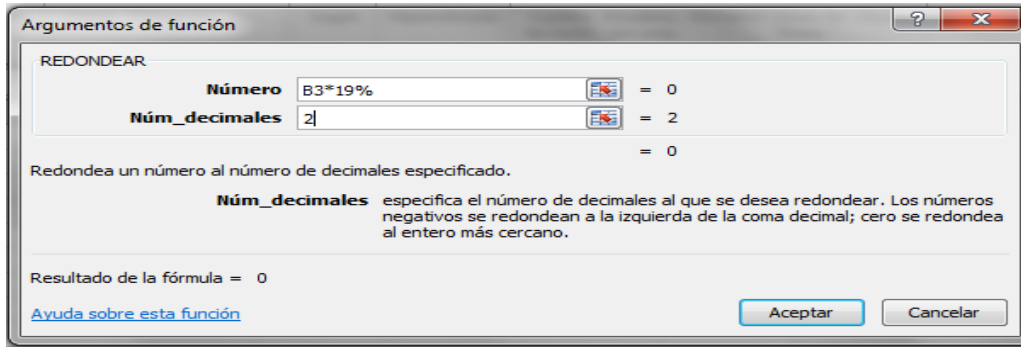 Argumentos de función
REDONDEAR
Número B3*19% = 0
Núm_decimales 2 = 2
= 0
Redondea un número al número de decimales especificado.
Núm_decimales especifica el número de decimales al que se desea redondear. Los números
negativos se redondean a la izquierda de la coma decimal; cero se redondea
al entero más cercano.
Resultado de la fórmula = 0
Ayuda sobre esta función Aceptar Cancelar